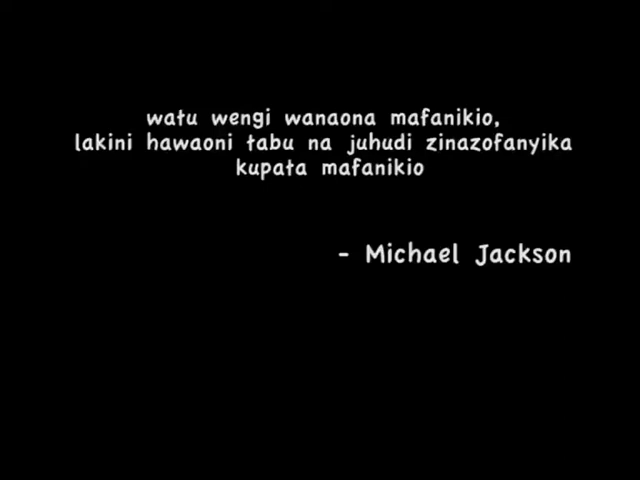 watu wengi wanaona mafanikio,
lakini hawaoni tabu na juhudi zinazofanyika
kupata mafanikio
- Michael Jackson